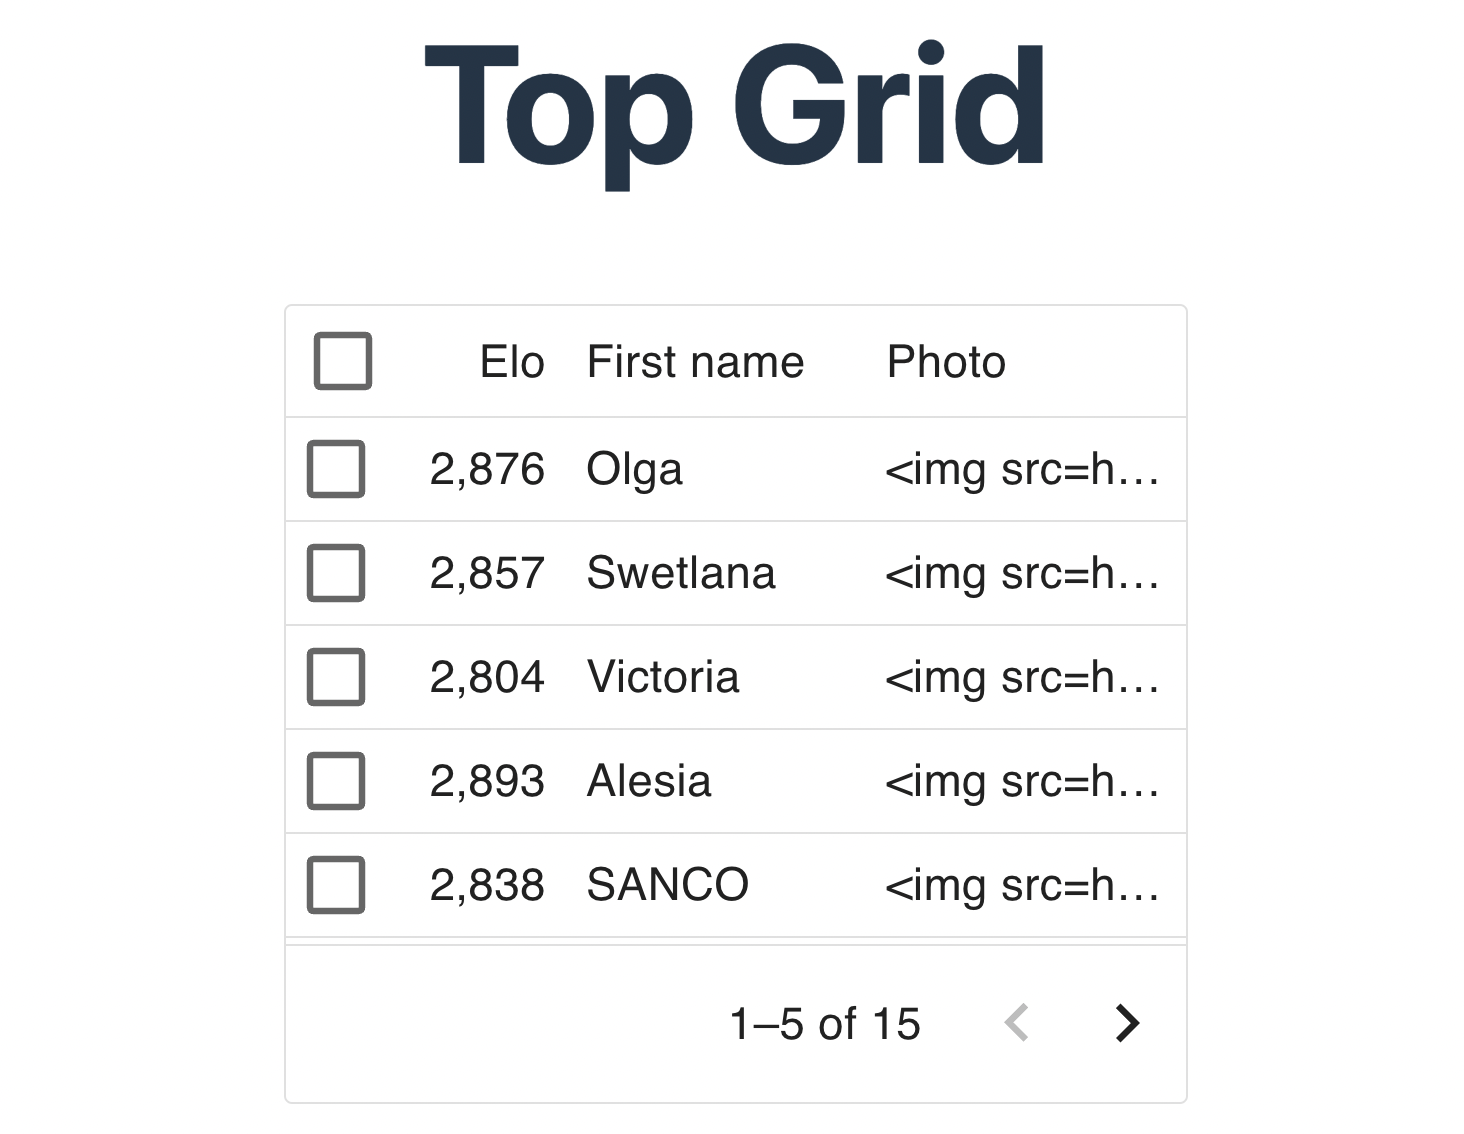 Top Grid
Elo First name Photo
2,876 Olga <img src=h…
2,857 Swetlana <img src=h…
2,804 Victoria <img src=h…
2,893 Alesia <img src=h…
2,838 SANCO <img src=h…
1–5 of 15